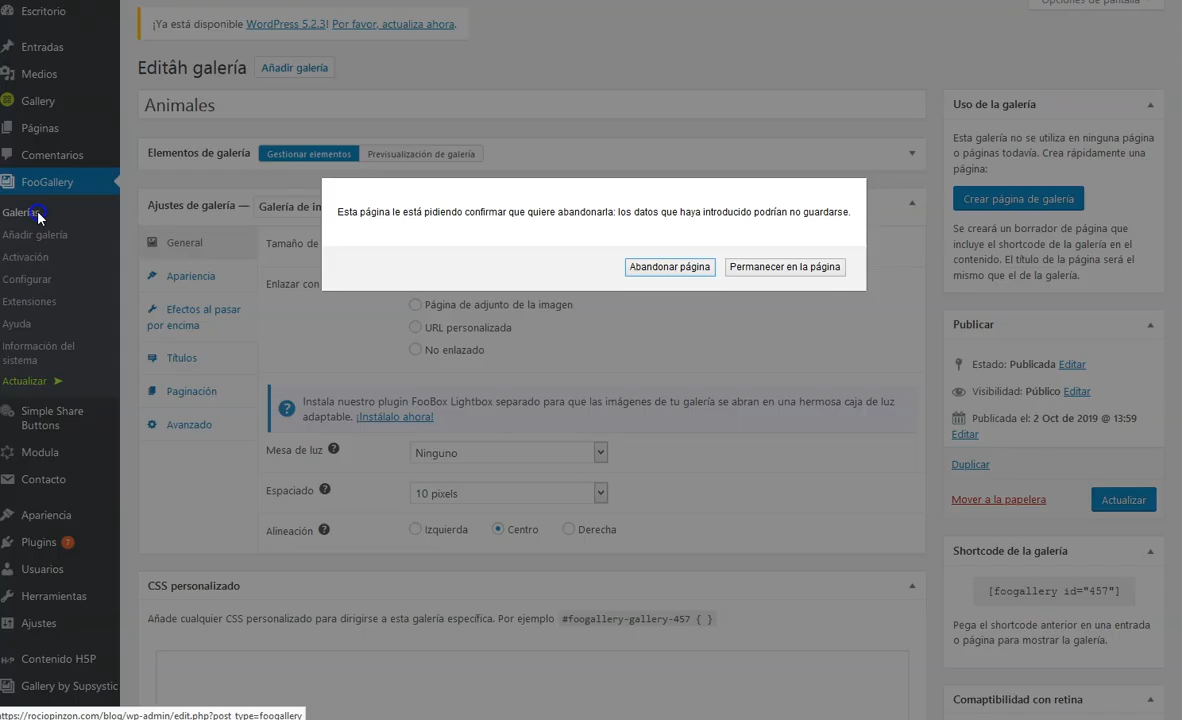 Escritorio
Entradas
Medios
Gallery
Páginas
Comentarios
FooGallery
Galerías
Añadir galería
Activación
Configurar
Extensiones
Ayuda
Información del
sistema
Actualizar ➤
Simple Share
Buttons
Modula
Contacto
Apariencia
Plugins 7
Usuarios
Herramientas
Ajustes
H-P Contenido H5P
Gallery by Supsystic
Opciones de pantalla
¡Ya está disponible WordPress 5.2.3! Por favor, actualiza ahora.
Editâh galería Añadir galería
Animales
Elementos de galería Gestionar elementos Previsualización de galería
Ajustes de galería — Galería de in
General
Apariencia
Efectos al pasar
por encima
Títulos
Paginación
Avanzado
Tamaño de
Enlazar con
Esta página le está pidiendo confirmar que quiere abandonarla: los datos que haya introducido podrían no guardarse.
Abandonar página Permanecer en la página
Página de adjunto de la imagen
URL personalizada
No enlazado
Instala nuestro plugin FooBox Lightbox separado para que las imágenes de tu galería se abran en una hermosa caja de luz
adaptable. ¡Instálalo ahora!
Mesa de luz ? Ninguno
Espaciado ? 10 pixels
Alineación ? Izquierda Centro Derecha
CSS personalizado
Añade cualquier CSS personalizado para dirigirse a esta galería específica. Por ejemplo #foogallery-gallery-457 { }
Uso de la galería
Esta galería no se utiliza en ninguna página
o páginas todavía. Crea rápidamente una
página:
Crear página de galería
Se creará un borrador de página que
incluye el shortcode de la galería en el
contenido. El título de la página será el
mismo que el de la galería.
Publicar
Estado: Publicada Editar
Visibilidad: Público Editar
Publicada el: 2 Oct de 2019 @ 13:59
Editar
Duplicar
Mover a la papelera Actualizar
Shortcode de la galería
[foogallery id="457"]
Pega el shortcode anterior en una entrada
o página para mostrar la galería.
Comaptibilidad con retina
https://rociopinzon.com/blog/wp-admin/edit.php?post_type=foogallery